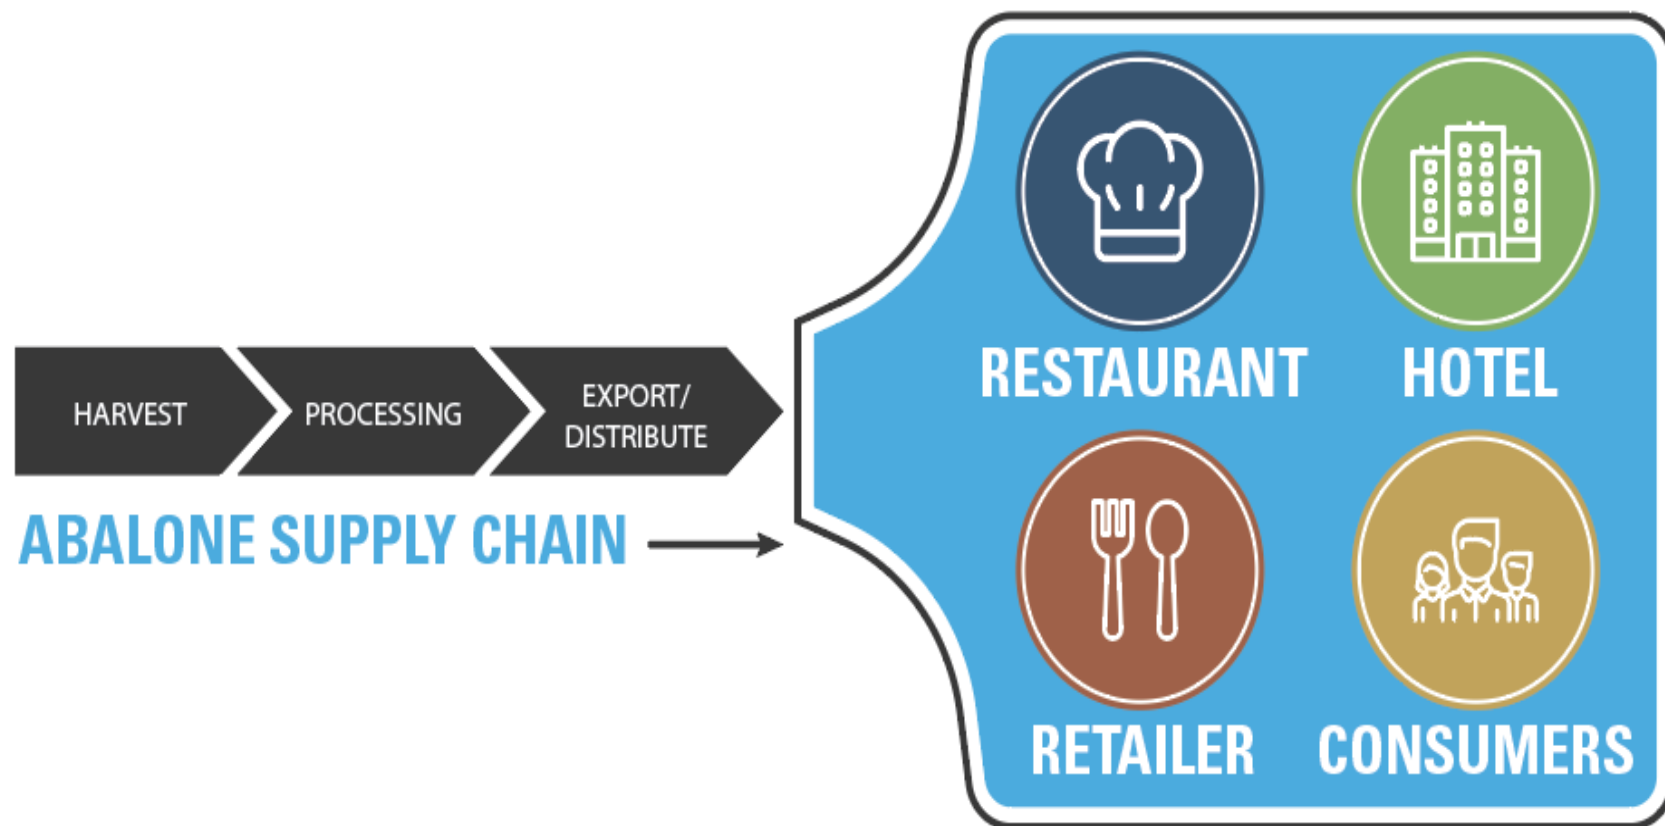 HARVEST
PROCESSING
EXPORT/
DISTRIBUTE
ABALONE SUPPLY CHAIN
RESTAURANT
HOTEL
RETAILER
CONSUMERS